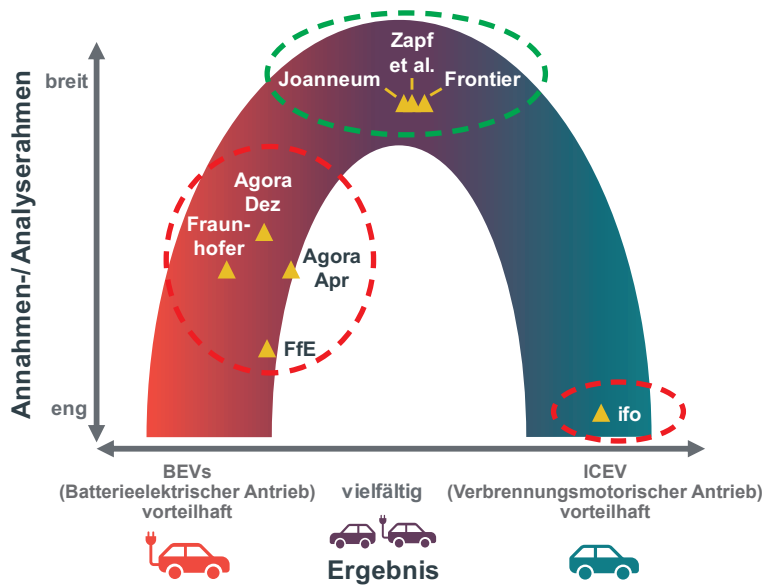 Annahmen-/ Analyserahmen
breit
eng
Zapf
et al.
Joanneum
Frontier
Agora
Dez
Fraun-
hofer
Agora
Apr
FfE
ifo
BEVs
(Batterieelektrischer Antrieb)
vorteilhaft
vielfältig
ICEV
(Verbrennungsmotorischer Antrieb)
vorteilhaft
Ergebnis